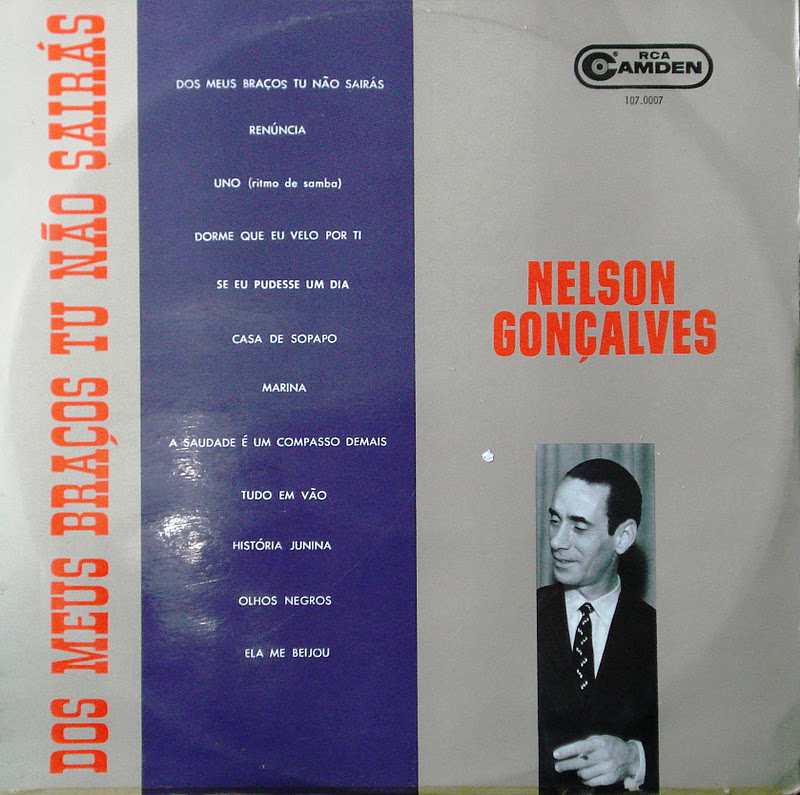 DOS MEUS BRAÇOS TU NÃO SAIRÁS
DOS MEUS BRAÇOS TU NÃO SAIRÁS
RENÚNCIA
UNO (ritmo de samba)
DORME QUE EU VELO POR TI
SE EU PUDESSE UM DIA
CASA DE SOPAPO
MARINA
A SAUDADE É UM COMPASSO DEMAIS
TUDO EM VÃO
HISTÓRIA JUNINA
OLHOS NEGROS
ELA ME BEIJOU
RCA
CAMDEN
107.0007
NELSON
GONÇALVES